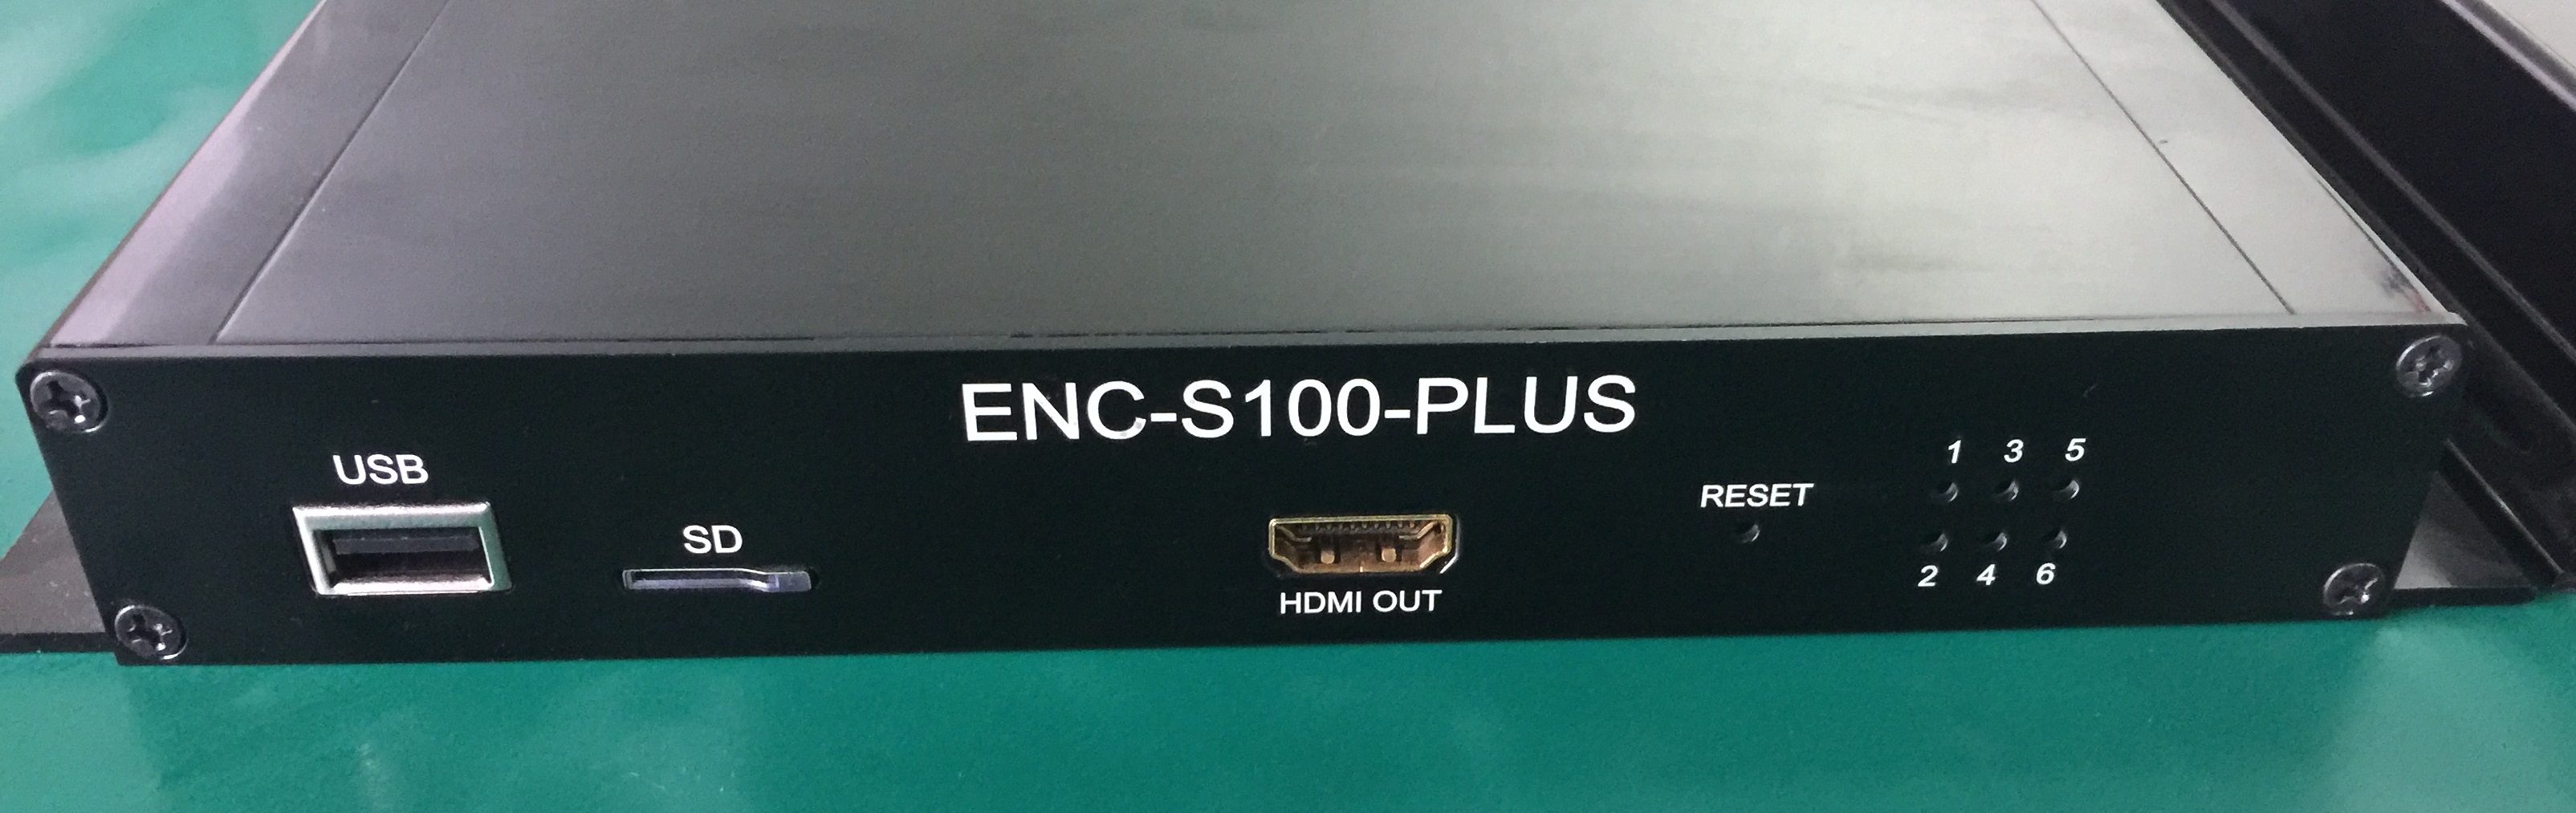 ENC-S100-PLUS
USB
SD
HDMI OUT
RESET
1 3 5
2 4 6